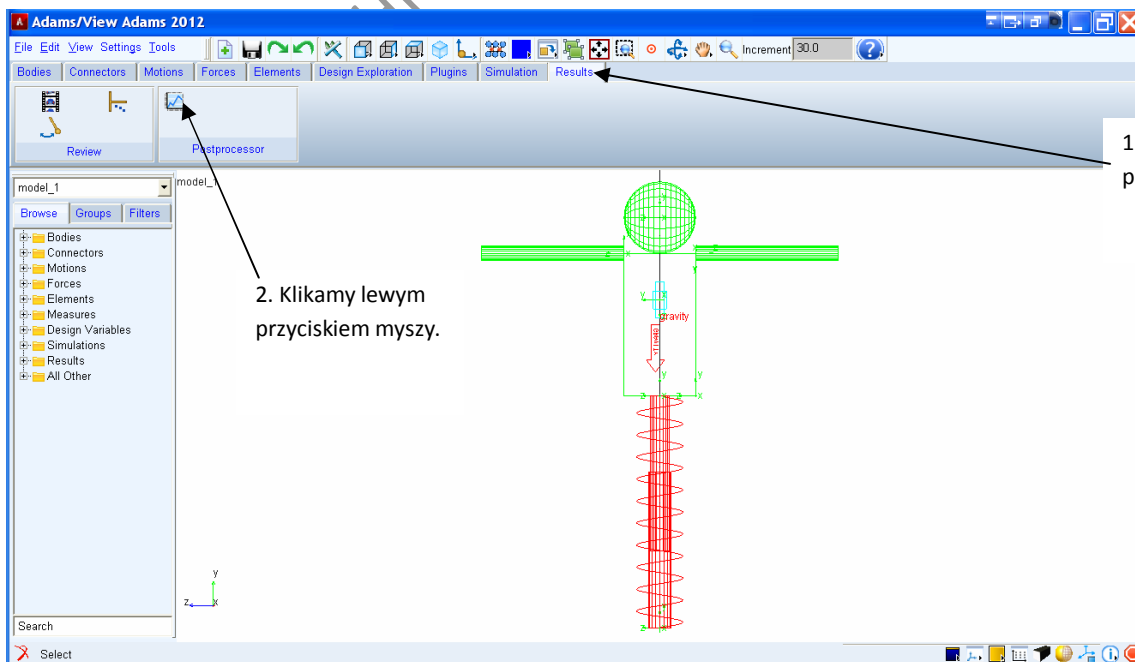 Adams/View Adams 2012
File Edit View Settings Tools
Increment 30.0
Bodies Connectors Motions Forces Elements Design Exploration Plugins Simulation Results
Review
Postprocessor
1
p
model_1
model_1
Browse Groups Filters
Bodies
Connectors
Motions
Forces
Elements
Measures
Design Variables
Simulations
Results
All Other
2. Klikamy lewym
przyciskiem myszy.
gravity
GRAVITY
y
z x
Search
Select